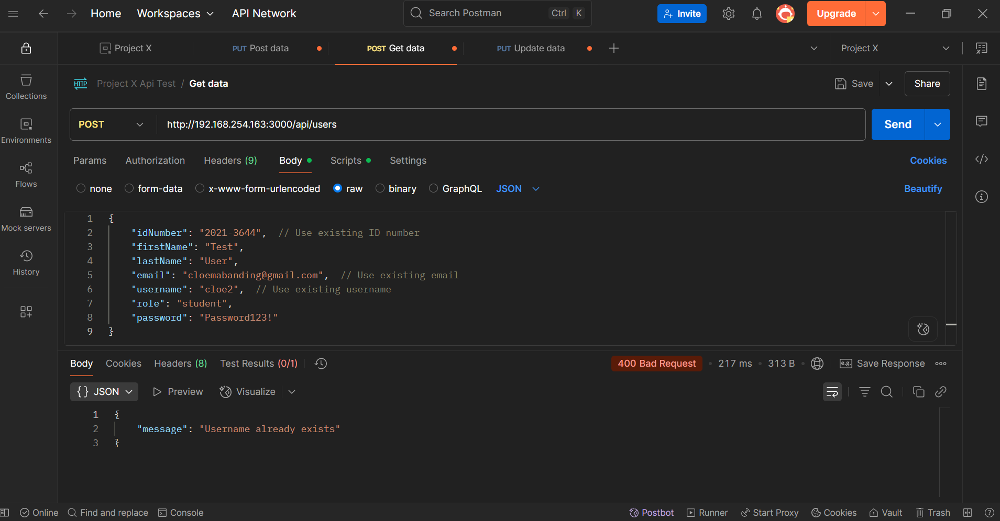 Home Workspaces API Network Search Postman Ctrl K Invite Upgrade
Project X PUT Post data POST Get data PUT Update data Project X
HTTP Project X Api Test / Get data Save Share
POST http://192.168.254.163:3000/api/users Send
Params Authorization Headers (9) Body Scripts Settings Cookies
none form-data x-www-form-urlencoded raw binary GraphQL JSON Beautify
Collections
Environments
Flows
Mock servers
History
1 {
2 "idNumber": "2021-3644", // Use existing ID number
3 "firstName": "Test",
4 "lastName": "User",
5 "email": "cloemabanding@gmail.com", // Use existing email
6 "username": "cloe2", // Use existing username
7 "role": "student",
8 "password": "Password123!"
9 }
Body Cookies Headers (8) Test Results (0/1) 400 Bad Request • 217 ms • 313 B • e.g. Save Response
{} JSON Preview Visualize
1 {
2 "message": "Username already exists"
3 }
Online Find and replace Console Postbot Runner Start Proxy Cookies Vault Trash